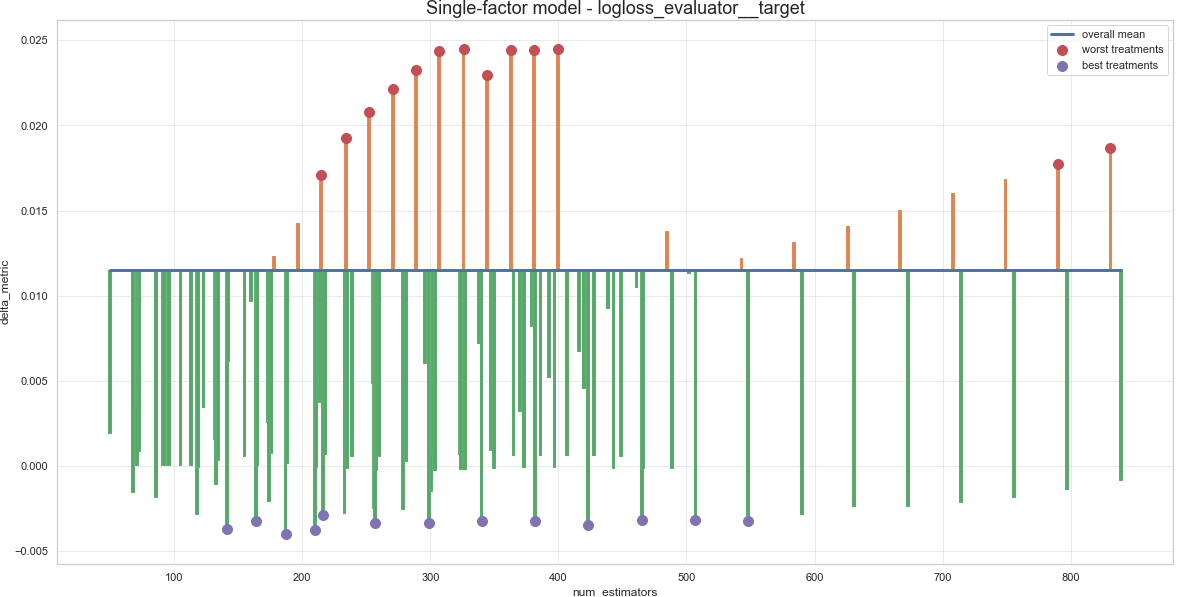 Single-factor model - logloss_evaluator__target
overall mean
worst treatments
best treatments
delta_metric
0.025
0.020
0.015
0.010
0.005
0.000
−0.005
100 200 300 400 500 600 700 800
num_estimators